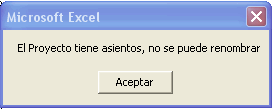 Microsoft Excel
El Proyecto tiene asientos, no se puede renombrar
Aceptar